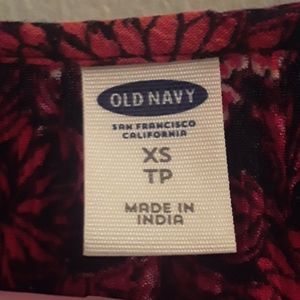 OLD NAVY
SAN FRANCISCO
CALIFORNIA
XS
TP
MADE IN
INDIA